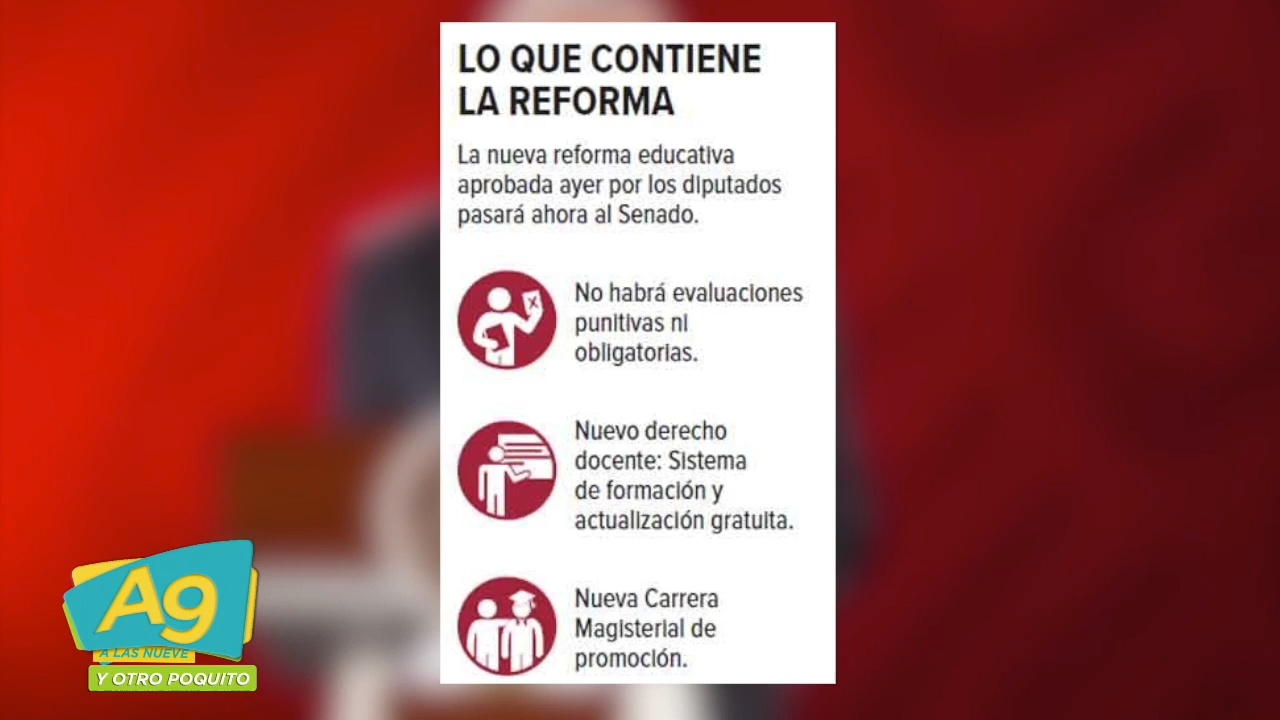 LO QUE CONTIENE
LA REFORMA
La nueva reforma educativa
aprobada ayer por los diputados
pasará ahora al Senado.
No habrá evaluaciones
punitivas ni
obligatorias.
Nuevo derecho
docente: Sistema
de formación y
actualización gratuita.
Nueva Carrera
Magisterial de
promoción.
A9
A LAS NUEVE
Y OTRO POQUITO